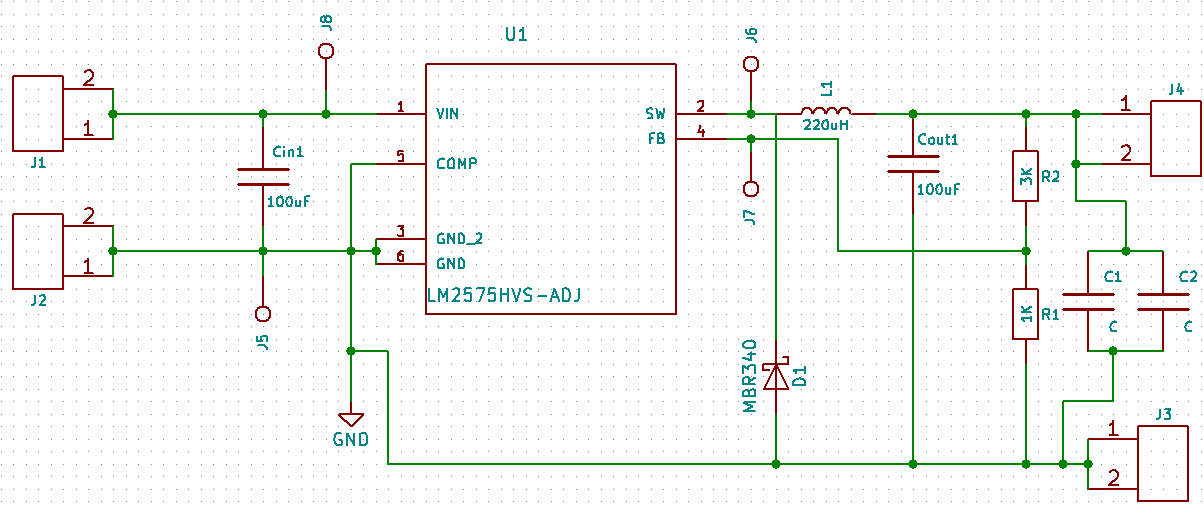 J8
U1
J6
J4
2
1
J1
1
VIN
SW
2
L1
220uH
1
2
FB
4
5
COMP
Cin1
100uF
Cout1
100uF
3K
R2
J7
2
1
J2
3
GND_2
6
GND
LM2575HVS-ADJ
J5
1K
R1
C1
C
C2
C
MBR340
D1
GND
J3
1
2